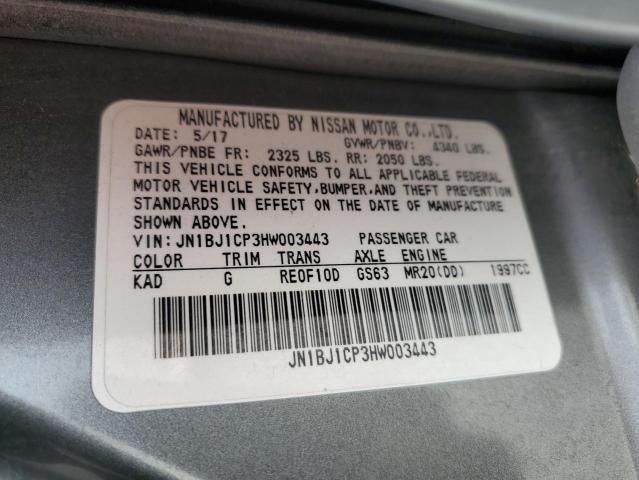 MANUFACTURED BY NISSAN MOTOR CO.,LTD.
DATE: 5/17 GVWR/PNBV: 4340 LBS.
GAWR/PNBE FR: 2325 LBS. RR: 2050 LBS.
THIS VEHICLE CONFORMS TO ALL APPLICABLE FEDERAL
MOTOR VEHICLE SAFETY,BUMPER,AND THEFT PREVENTION
STANDARDS IN EFFECT ON THE DATE OF MANUFACTURE
SHOWN ABOVE.
VIN:JN1BJ1CP3HW003443 PASSENGER CAR
COLOR TRIM TRANS AXLE ENGINE
KAD G RE0F10D GS63 MR20(DD) 1997CC
JN1BJ1CP3HW003443